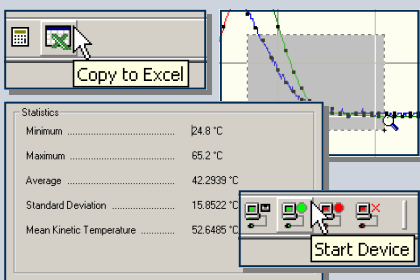 Copy to Excel
Statistics
Minimum .......................... 24.8 °C
Maximum .......................... 65.2 °C
Average ........................... 42.2939 °C
Standard Deviation ............... 15.8522 °C
Mean Kinetic Temperature ........... 52.6485 °C
Start Device